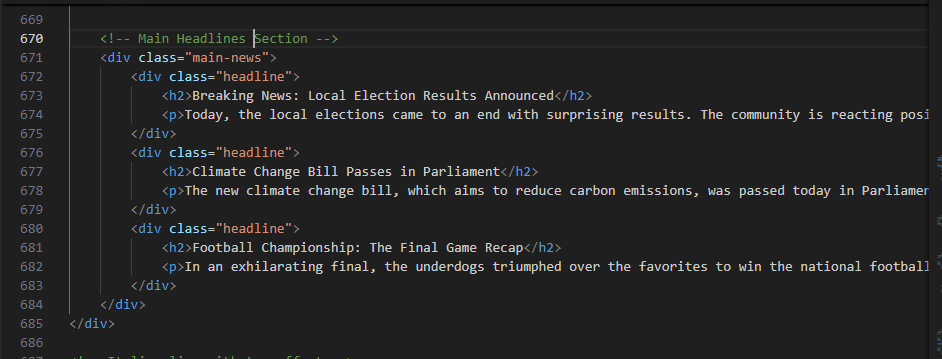 669
670 <!-- Main Headlines Section -->
671 <div class="main-news">
672 <div class="headline">
673 <h2>Breaking News: Local Election Results Announced</h2>
674 <p>Today, the local elections came to an end with surprising results. The community is reacting posi
675 </div>
676 <div class="headline">
677 <h2>Climate Change Bill Passes in Parliament</h2>
678 <p>The new climate change bill, which aims to reduce carbon emissions, was passed today in Parliamen
679 </div>
680 <div class="headline">
681 <h2>Football Championship: The Final Game Recap</h2>
682 <p>In an exhilarating final, the underdogs triumphed over the favorites to win the national football
683 </div>
684 </div>
685 </div>
686